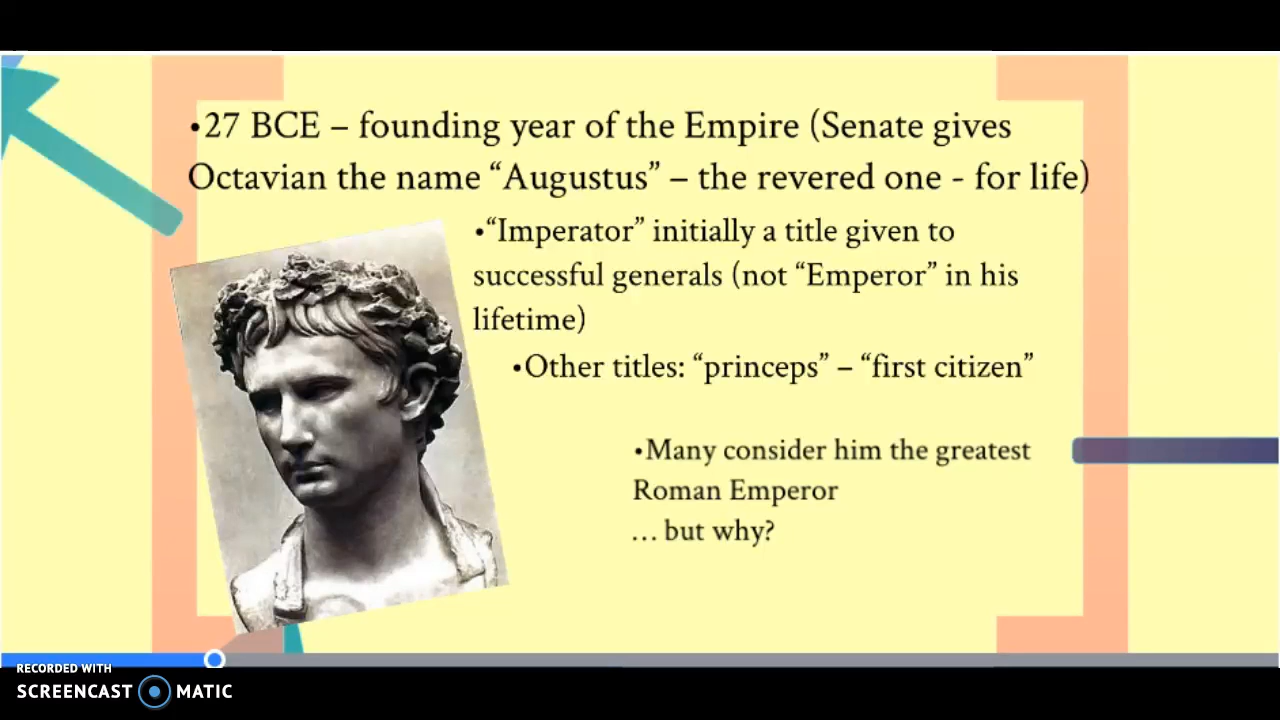 •27 BCE – founding year of the Empire (Senate gives
Octavian the name “Augustus” – the revered one - for life)
•“Imperator” initially a title given to
successful generals (not “Emperor” in his
lifetime)
•Other titles: “princeps” – “first citizen”
•Many consider him the greatest
Roman Emperor
… but why?
RECORDED WITH
SCREENCAST MATIC